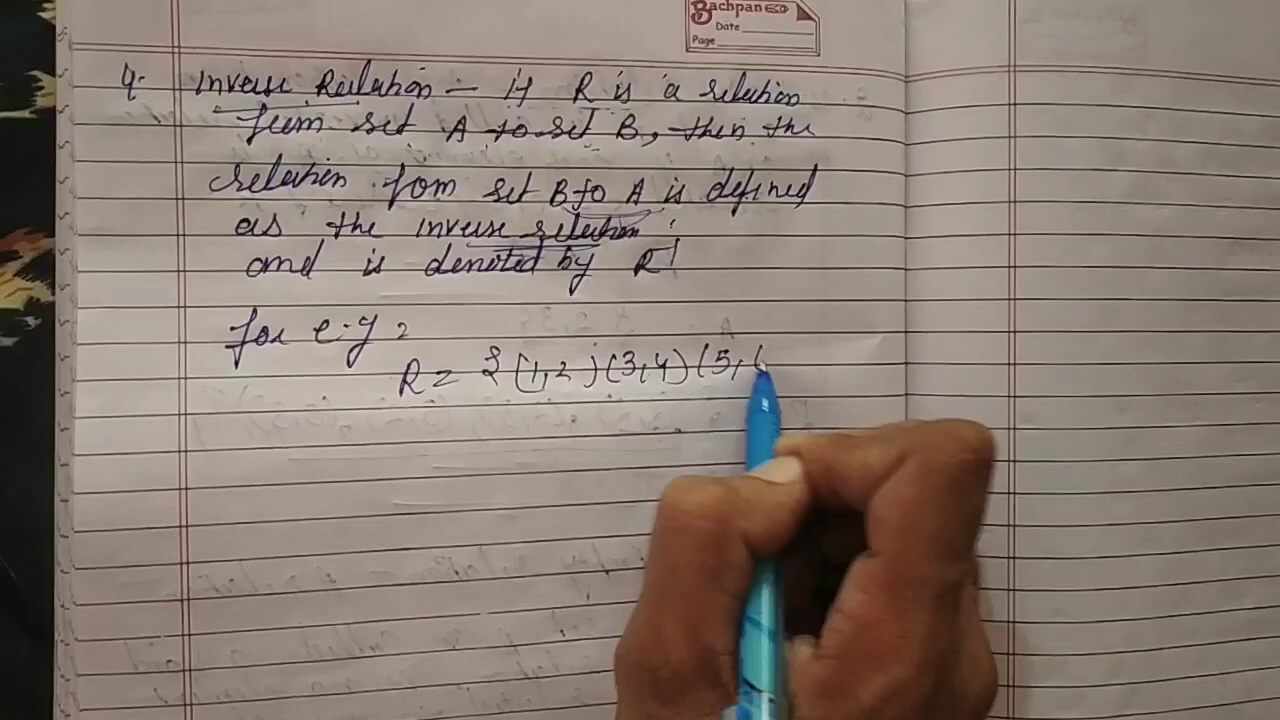 Bachpan
Date
Page
4. Inverse Relation - if R is a relation
from set A to set B, then the
relation from set B to A is defined
as the inverse relation
and is denoted by R⁻¹
for e.g
R = {(1,2)(3,4)(5,6